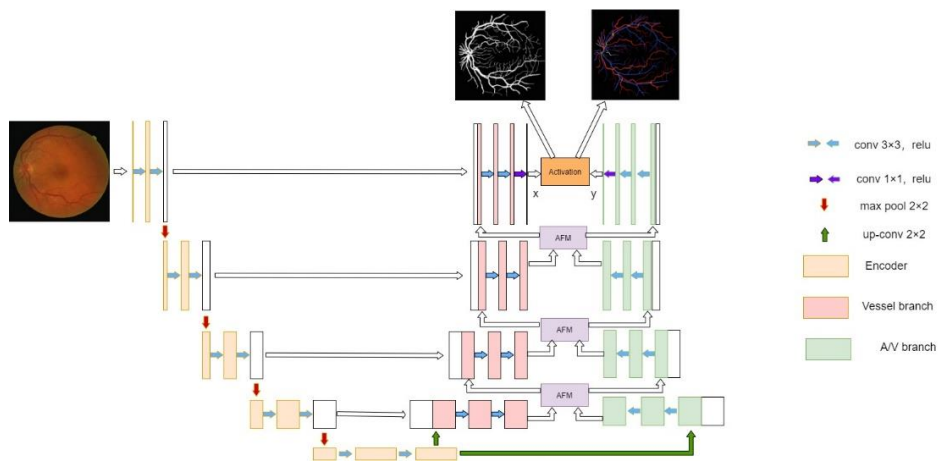 Activation
x
y
AFM
AFM
AFM
conv 3×3, relu
conv 1×1, relu
max pool 2×2
up-conv 2×2
Encoder
Vessel branch
A/V branch